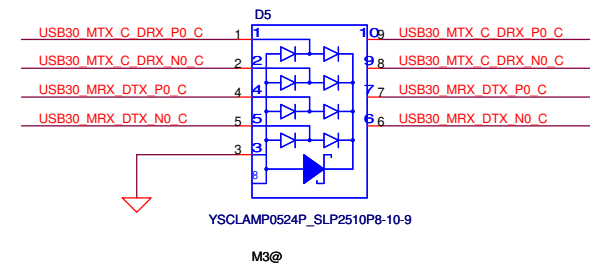 D5
USB30_MTX_C_DRX_P0_C 1 1 10 9 USB30_MTX_C_DRX_P0_C
USB30_MTX_C_DRX_N0_C 2 2 9 8 USB30_MTX_C_DRX_N0_C
USB30_MRX_DTX_P0_C 4 4 7 7 USB30_MRX_DTX_P0_C
USB30_MRX_DTX_N0_C 5 5 6 6 USB30_MRX_DTX_N0_C
3 3
8
YSCLAMP0524P_SLP2510P8-10-9
M3@